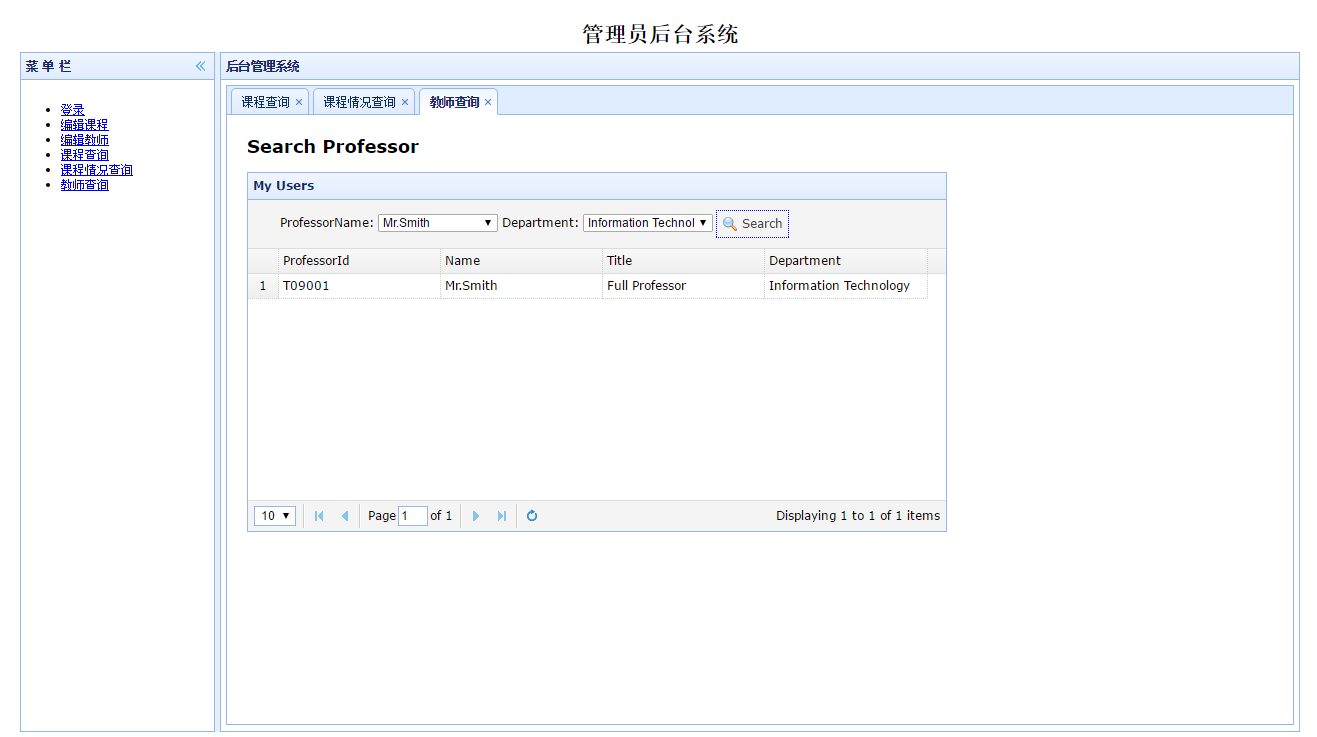 管理员后台系统
菜单栏
后台管理系统
登录
编辑课程
编辑教师
课程查询
课程情况查询
教师查询
课程查询 课程情况查询 教师查询
Search Professor
My Users
ProfessorName: Mr.Smith Department: Information Technol Search
ProfessorId Name Title Department
1 T09001 Mr.Smith Full Professor Information Technology
10 Page 1 of 1 Displaying 1 to 1 of 1 items